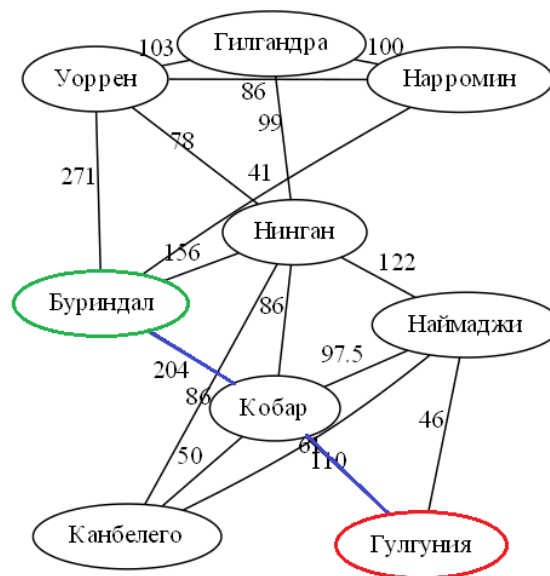 Гилгандра
103
100
Уоррен
Нарромин
86
99
78
271
41
Нинган
156
122
Буриндал
86
Наймаджи
97.5
204
86
Кобар
46
50
61
110
Канбелего
Гулгуния